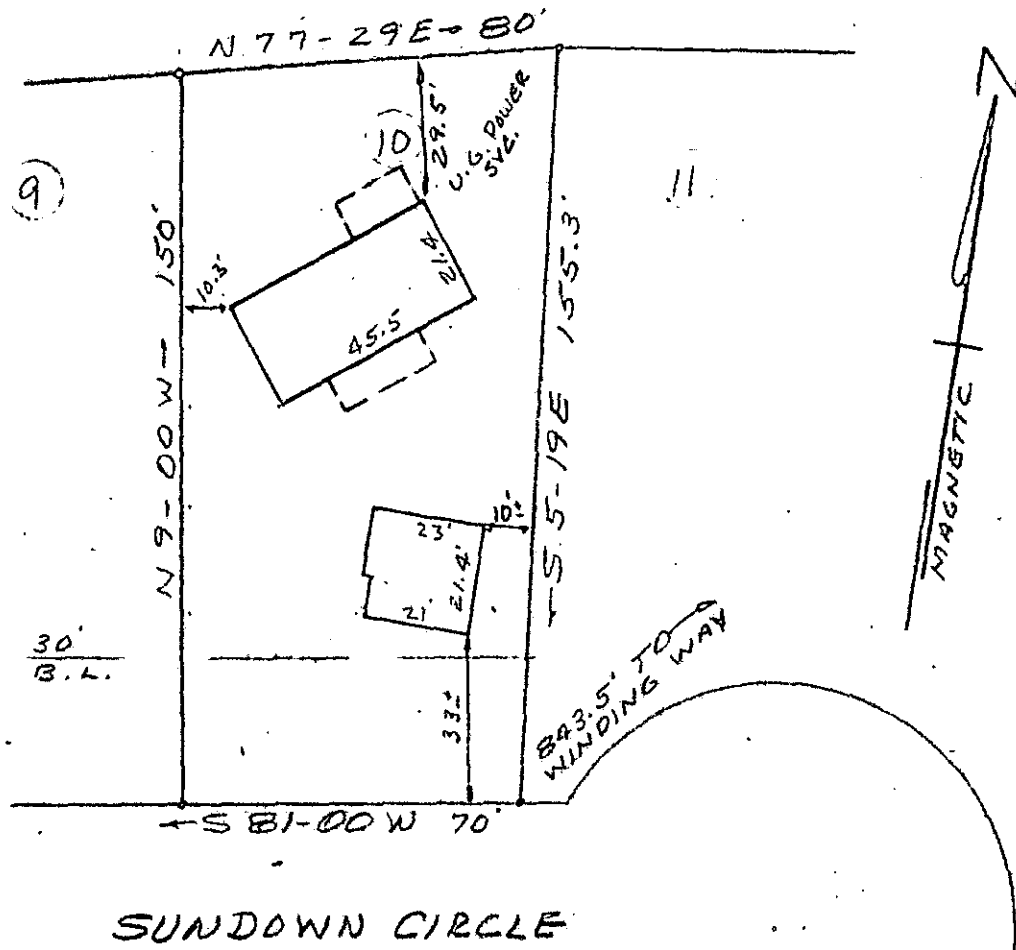 N 77-29E→ 80'
9
10
29.5'
U.G. POWER
SVC.
11
N 9-00 W→ 150'
10.3'
21.4
45.5
←S.5-19E 155.3'
MAGNETIC
23'
10'±
21.4'
21'
30'
B.L.
33'±
843.5' TO
WINDING WAY
←S 81-00 W 70'
SUNDOWN CIRCLE